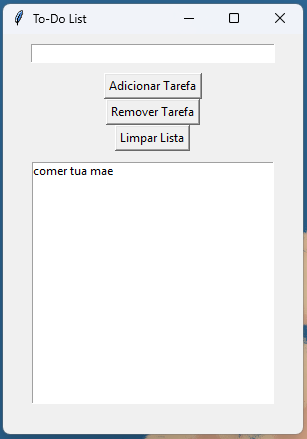 To-Do List
Adicionar Tarefa
Remover Tarefa
Limpar Lista
comer tua mae